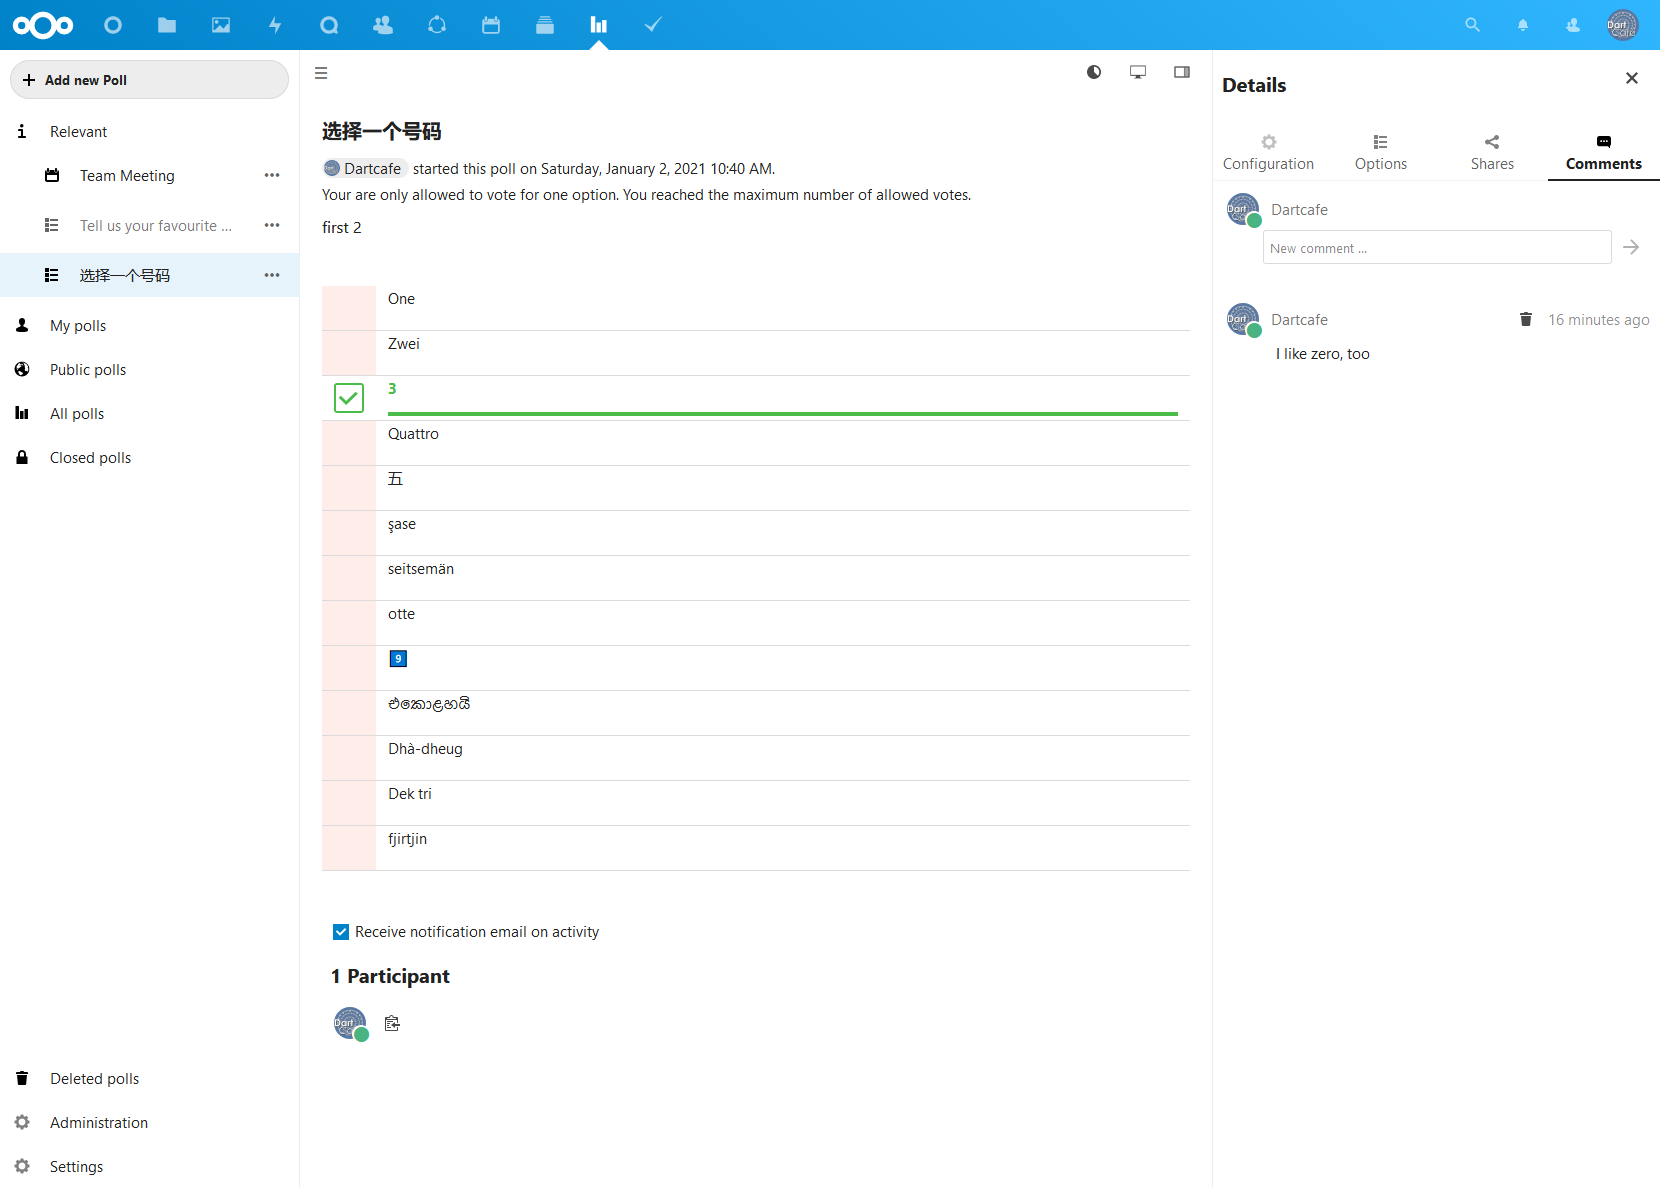 Add new Poll
Relevant
Team Meeting
Tell us your favourite ...
选择一个号码
My polls
Public polls
All polls
Closed polls
Deleted polls
Administration
Settings
选择一个号码
Dartcafe started this poll on Saturday, January 2, 2021 10:40 AM.
Your are only allowed to vote for one option. You reached the maximum number of allowed votes.
first 2
One
Zwei
3
Quattro
五
şase
seitsemän
otte
9
එකොළහයි
Dhà-dheug
Dek tri
fjirtjin
Receive notification email on activity
1 Participant
Dart
Details
Configuration
Options
Shares
Comments
Dartcafe
New comment ...
Dartcafe
16 minutes ago
I like zero, too